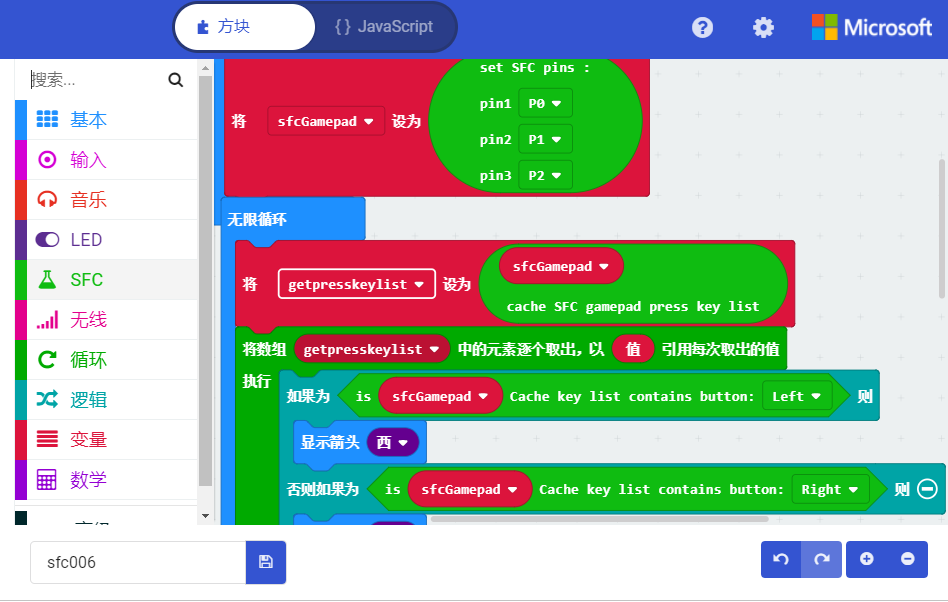 方块
{ } JavaScript
Microsoft
搜索...
基本
输入
音乐
LED
SFC
无线
循环
逻辑
变量
数学
set SFC pins :
将 sfcGamepad 设为
pin1 P0
pin2 P1
pin3 P2
无限循环
将 getpresskeylist 设为
sfcGamepad
cache SFC gamepad press key list
将数组 getpresskeylist 中的元素逐个取出，以 值 引用每次取出的值
执行
如果为 is sfcGamepad Cache key list contains button: Left 则
显示箭头 西
否则如果为 is sfcGamepad Cache key list contains button: Right 则
sfc006